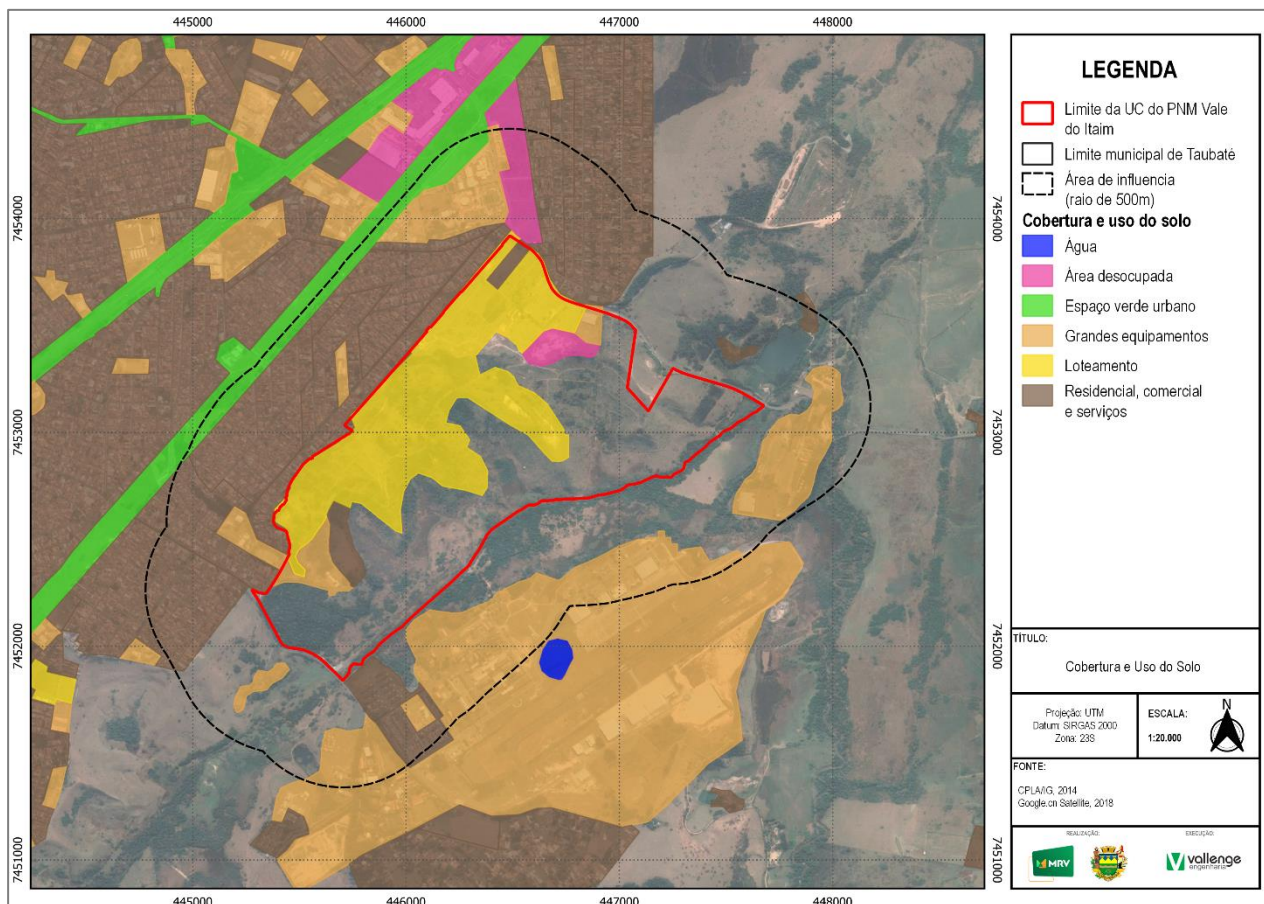 445000
446000
447000
448000
7454000
7453000
7452000
7451000
7454000
7453000
7452000
7451000
445000
446000
447000
448000
LEGENDA
Limite da UC do PNM Vale
do Itaim
Limite municipal de Taubaté
Área de influencia
(raio de 500m)
Cobertura e uso do solo
Água
Área desocupada
Espaço verde urbano
Grandes equipamentos
Loteamento
Residencial, comercial
e serviços
TÍTULO:
Cobertura e Uso do Solo
Projeção: UTM
Datum: SIRGAS 2000
Zona: 23S
ESCALA:
1:20.000
N
FONTE:
CPLA/IG, 2014
Google.cn Satellite, 2018
REALIZAÇÃO:
MRV
EXECUÇÃO:
vallenge
engenharia